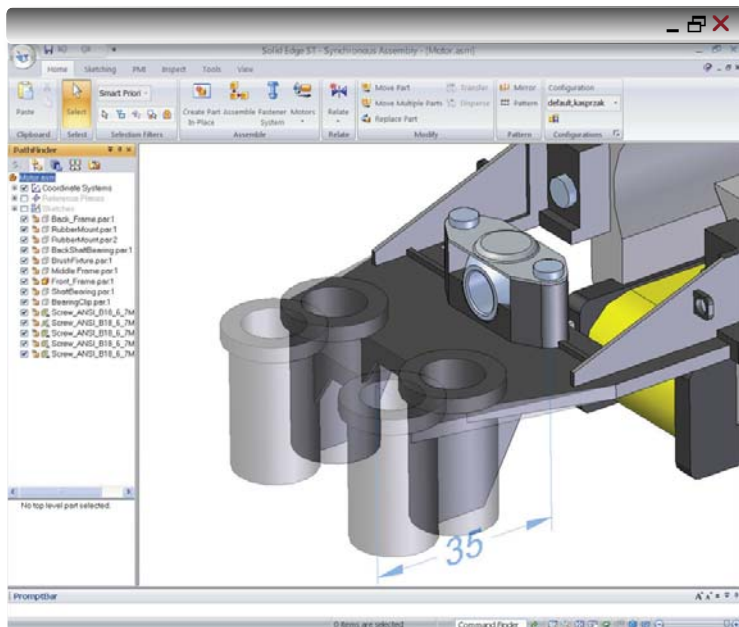 Solid Edge ST - Synchronous Assembly - [Motor.asm]
Home Sketching PMI Inspect Tools View
Paste
Select
Smart Priori
Create Part In-Place
Assemble
Fastener System
Motors
Relate
Move Part
Move Multiple Parts
Replace Part
Transfer
Disperse
Mirror
Pattern
Configuration
default,kasprzak
Clipboard Select Selection Filters Assemble Relate Modify Pattern Configurations
PathFinder
Motor.asm
Coordinate Systems
Reference Planes
Sketches
Back_Frame.par:1
RubberMount.par:1
RubberMount.par:2
BackShaftBearing.par:1
BrushFixture.par:1
Middle Frame.par:1
Front_Frame.par:1
ShaftBearing.par:1
BearingClip.par:1
Screw_ANSI_B18_6_7M
Screw_ANSI_B18_6_7M
Screw_ANSI_B18_6_7M
Screw_ANSI_B18_6_7M
No top level part selected.
35
PromptBar
0 items are selected
Command Finder